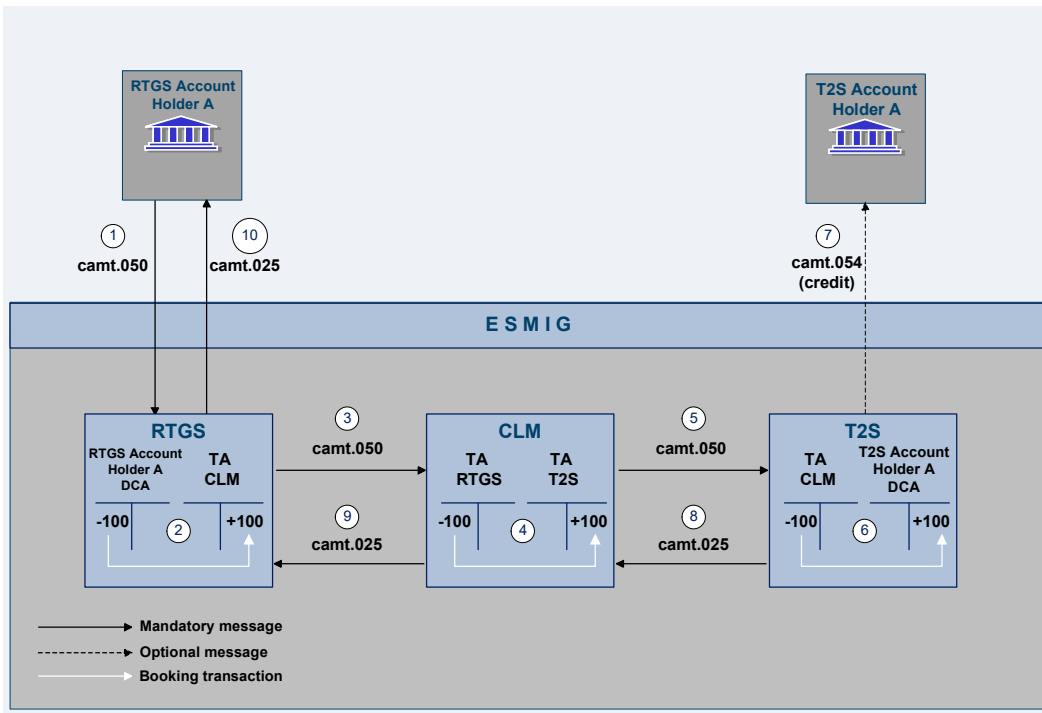 RTGS Account
Holder A
T2S Account
Holder A
1
camt.050
10
camt.025
7
camt.054
(credit)
E S M I G
RTGS
RTGS Account
Holder A
DCA
TA
CLM
-100
2
+100
3
camt.050
9
camt.025
CLM
TA
RTGS
TA
T2S
-100
4
+100
5
camt.050
8
camt.025
T2S
TA
CLM
T2S Account
Holder A
DCA
-100
6
+100
Mandatory message
Optional message
Booking transaction